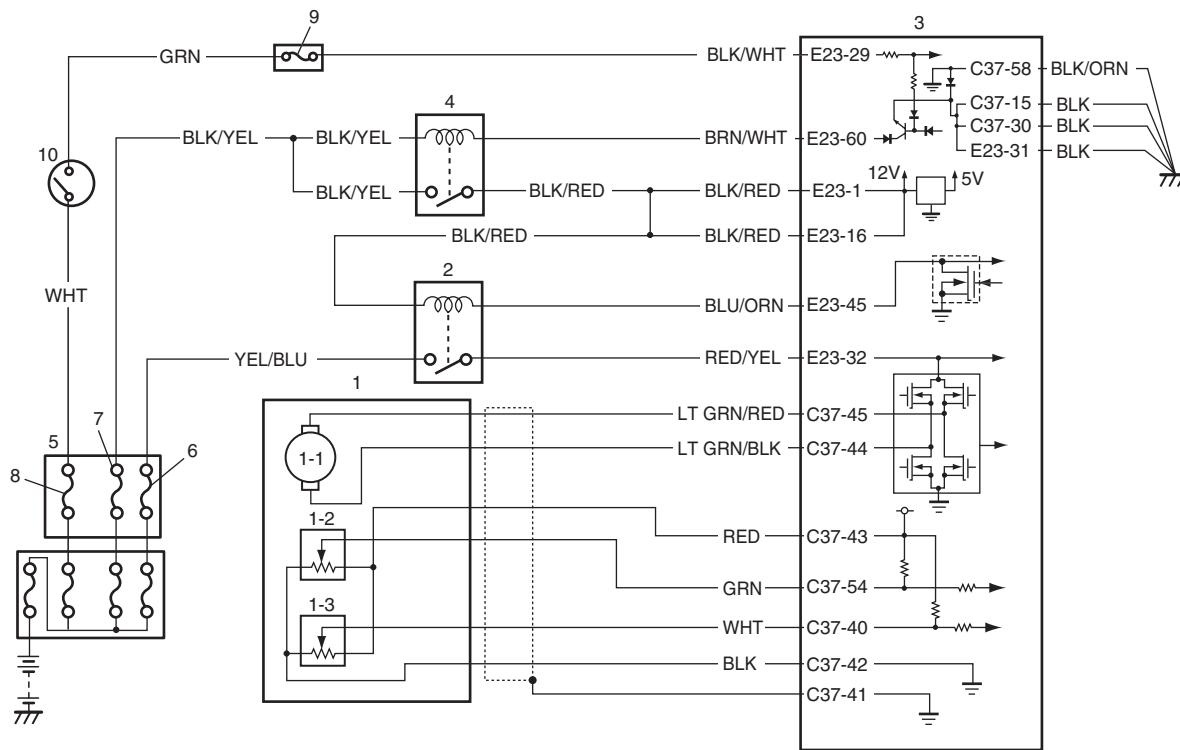 9
3
GRN
BLK/WHT
E23-29
C37-58
BLK/ORN
4
C37-15
BLK
BLK/YEL
BLK/YEL
BRN/WHT
E23-60
C37-30
BLK
10
E23-31
BLK
12V
5V
BLK/YEL
BLK/RED
BLK/RED
E23-1
BLK/RED
BLK/RED
E23-16
2
WHT
BLU/ORN
E23-45
YEL/BLU
RED/YEL
E23-32
1
7
LT GRN/RED
C37-45
5
6
LT GRN/BLK
C37-44
1-1
8
1-2
RED
C37-43
GRN
C37-54
1-3
WHT
C37-40
BLK
C37-42
C37-41